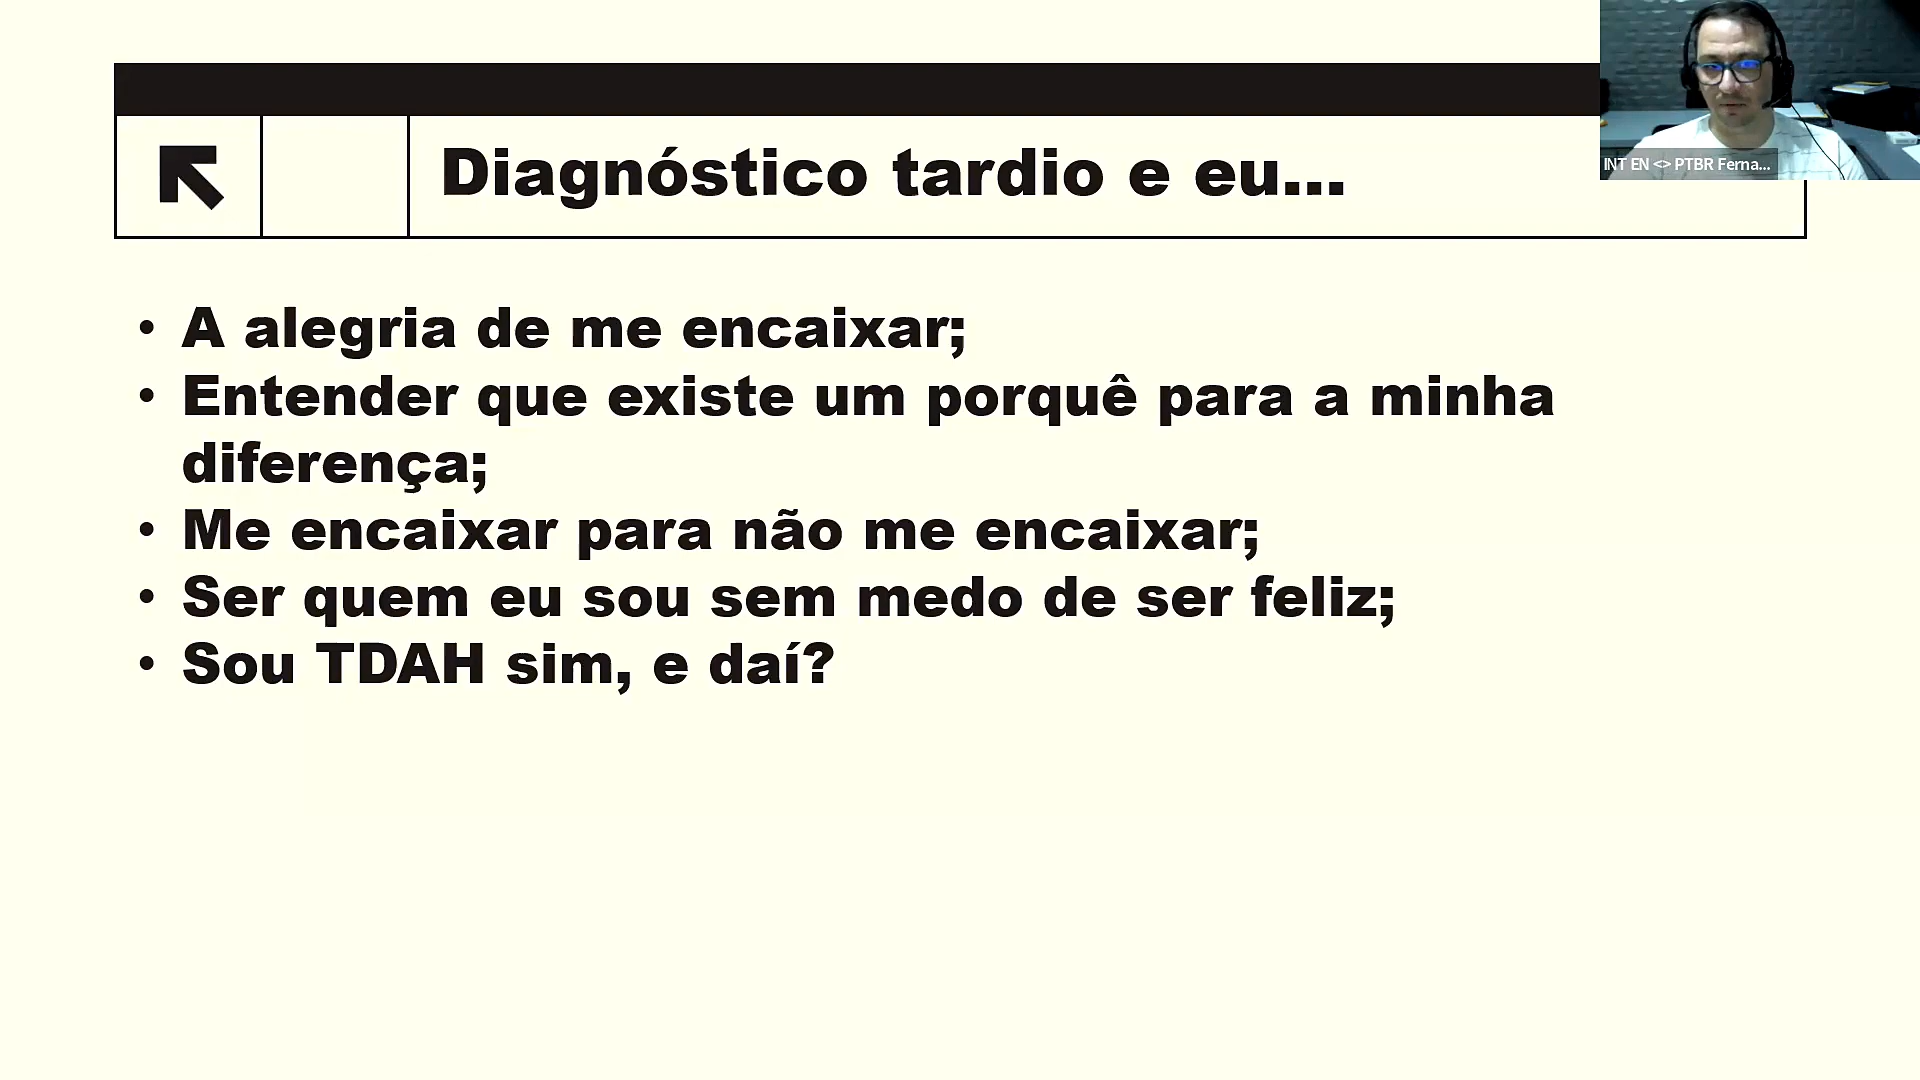 INT EN <> PTBR Ferna...
Diagnóstico tardio e eu...
• A alegria de me encaixar;
• Entender que existe um porquê para a minha
diferença;
• Me encaixar para não me encaixar;
• Ser quem eu sou sem medo de ser feliz;
• Sou TDAH sim, e daí?